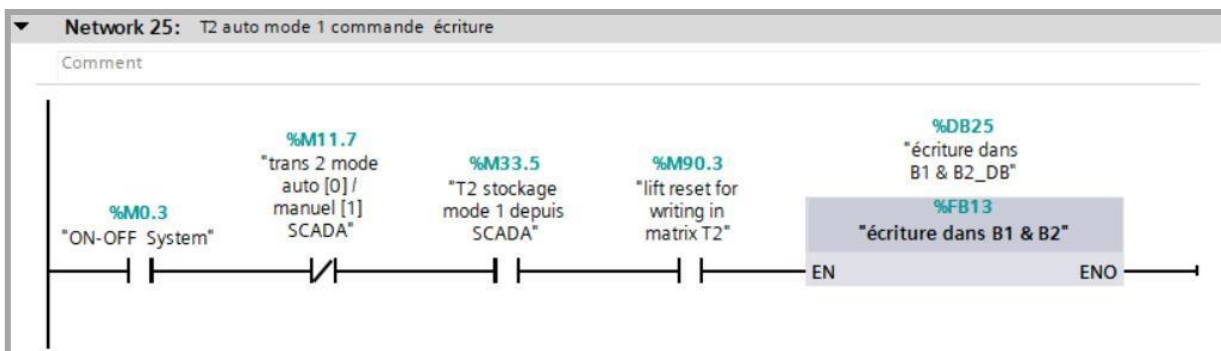 Network 25: T2 auto mode 1 commande écriture
Comment
%M0.3
"ON-OFF System"
%M11.7
"trans 2 mode
auto [0] /
manuel [1]
SCADA"
%M33.5
"T2 stockage
mode 1 depuis
SCADA"
%M90.3
"lift reset for
writing in
matrix T2"
%DB25
"écriture dans
B1 & B2_DB"
%FB13
"écriture dans B1 & B2"
EN ENO